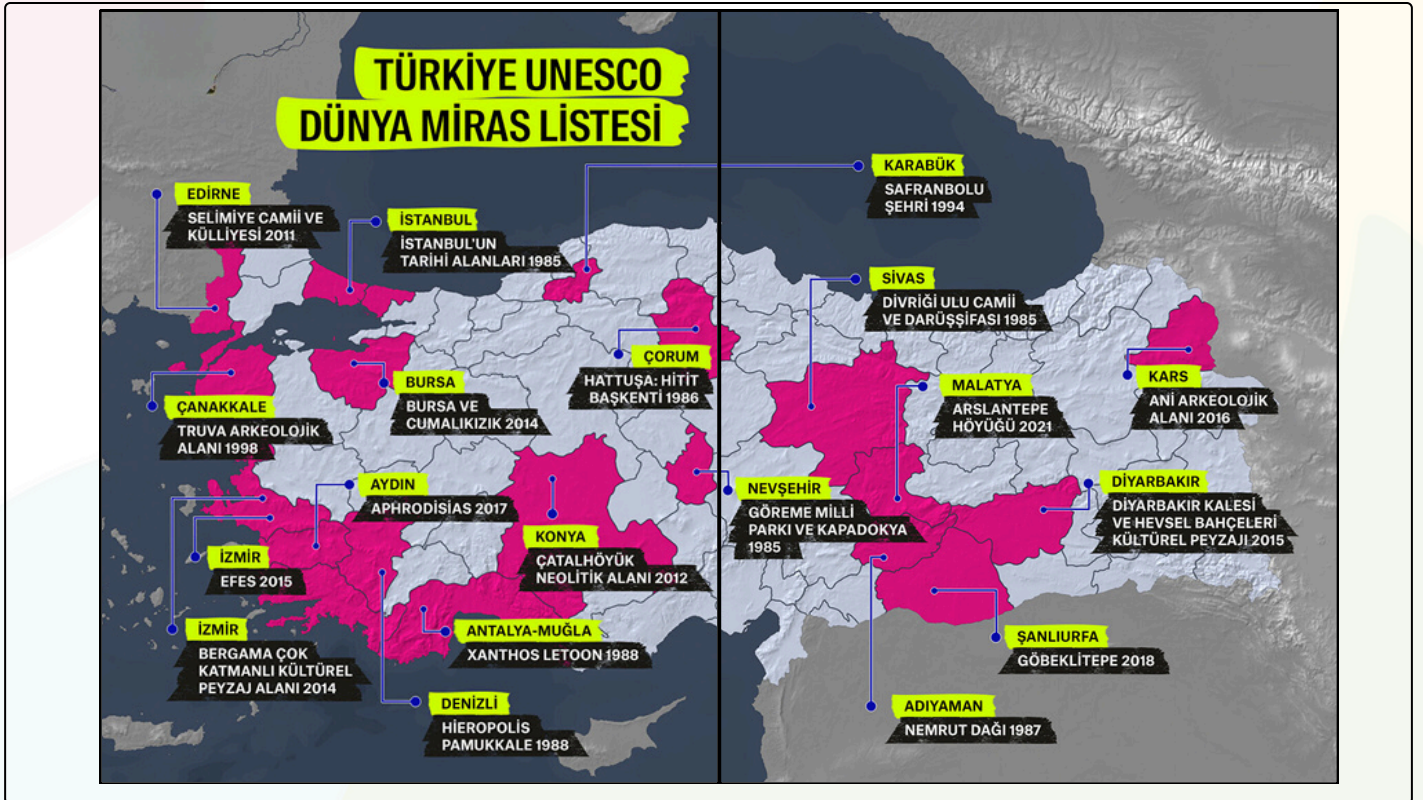 TÜRKİYE UNESCO
DÜNYA MİRAS LİSTESİ
KARABÜK
SAFRANBOLU
ŞEHRİ 1994
EDİRNE
SELİMİYE CAMİİ VE
KÜLLİYESİ 2011
İSTANBUL
İSTANBUL'UN
TARİHİ ALANLARI 1985
SİVAS
DİVRİĞİ ULU CAMİİ
VE DARÜŞŞİFASI 1985
ÇORUM
HATTUŞA: HİTİT
BAŞKENTİ 1986
BURSA
BURSA VE
CUMALIKIZIK 2014
MALATYA
ARSLANTEPE
HÖYÜĞÜ 2021
KARS
ANİ ARKEOLOJİK
ALANI 2016
ÇANAKKALE
TRUVA ARKEOLOJİK
ALANI 1998
AYDIN
APHRODİSİAS 2017
NEVŞEHİR
GÖREME MİLLİ
PARKI VE KAPADOKYA
1985
DİYARBAKIR
DİYARBAKIR KALESİ
VE HEVSEL BAHÇELERİ
KÜLTÜREL PEYZAJI 2015
KONYA
ÇATALHÖYÜK
NEOLİTİK ALANI 2012
İZMİR
EFES 2015
İZMİR
BERGAMA ÇOK
KATMANLI KÜLTÜREL
PEYZAJ ALANI 2014
ANTALYA-MUĞLA
XANTHOS LETOON 1988
ŞANLIURFA
GÖBEKLİTEPE 2018
DENİZLİ
HİEROPOLİS
PAMUKKALE 1988
ADIYAMAN
NEMRUT DAĞI 1987